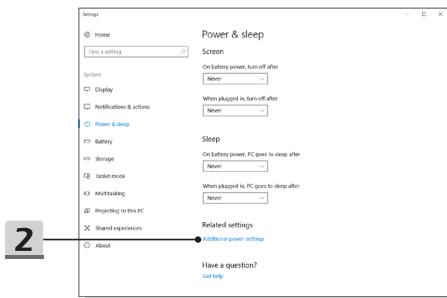 Settings
Home
Power & sleep
Find a setting
Screen
System
On battery power, turn off after
Never
Display
When plugged in, turn off after
Notifications & actions
Never
Power & sleep
Battery
Sleep
On battery power, PC goes to sleep after
Storage
Never
Tablet mode
When plugged in, PC goes to sleep after
Multitasking
Never
Projecting to this PC
Related settings
Shared experiences
2
Additional power settings
About
Have a question?
Get help